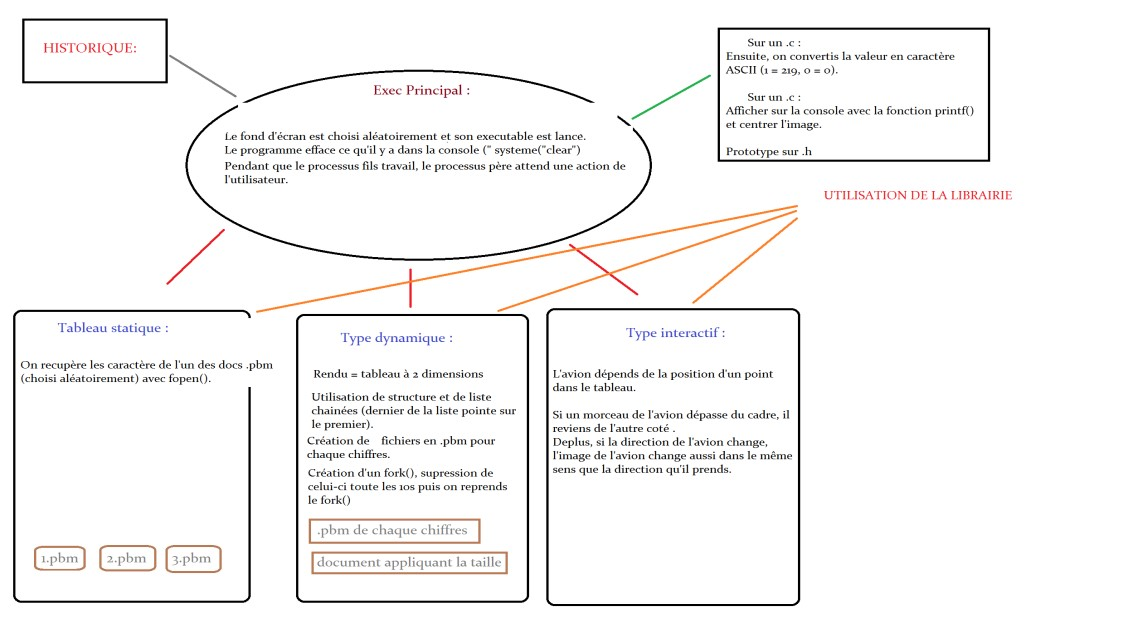 HISTORIQUE:
Exec Principal :
Le fond d'écran est choisi aléatoirement et son executable est lance.
Le programme efface ce qu'il y a dans la console (" systeme("clear")
Pendant que le processus fils travail, le processus père attend une action de
l'utilisateur.
Sur un .c :
Ensuite, on convertis la valeur en caractère
ASCII (1 = 219, 0 = 0).
Sur un .c :
Afficher sur la console avec la fonction printf()
et centrer l'image.
Prototype sur .h
UTILISATION DE LA LIBRAIRIE
Tableau statique :
On recupère les caractère de l'un des docs .pbm
(choisi aléatoirement) avec fopen().
1.pbm
2.pbm
3.pbm
Type dynamique :
Rendu = tableau à 2 dimensions
Utilisation de structure et de liste
chainées (dernier de la liste pointe sur
le premier).
Création de fichiers en .pbm pour
chaque chiffres.
Création d'un fork(), supression de
celui-ci toute les 10s puis on reprends
le fork()
.pbm de chaque chiffres
document appliquant la taille
Type interactif :
L'avion dépends de la position d'un point
dans le tableau.
Si un morceau de l'avion dépasse du cadre, il
reviens de l'autre coté .
Deplus, si la direction de l'avion change,
l'image de l'avion change aussi dans le même
sens que la direction qu'il prends.